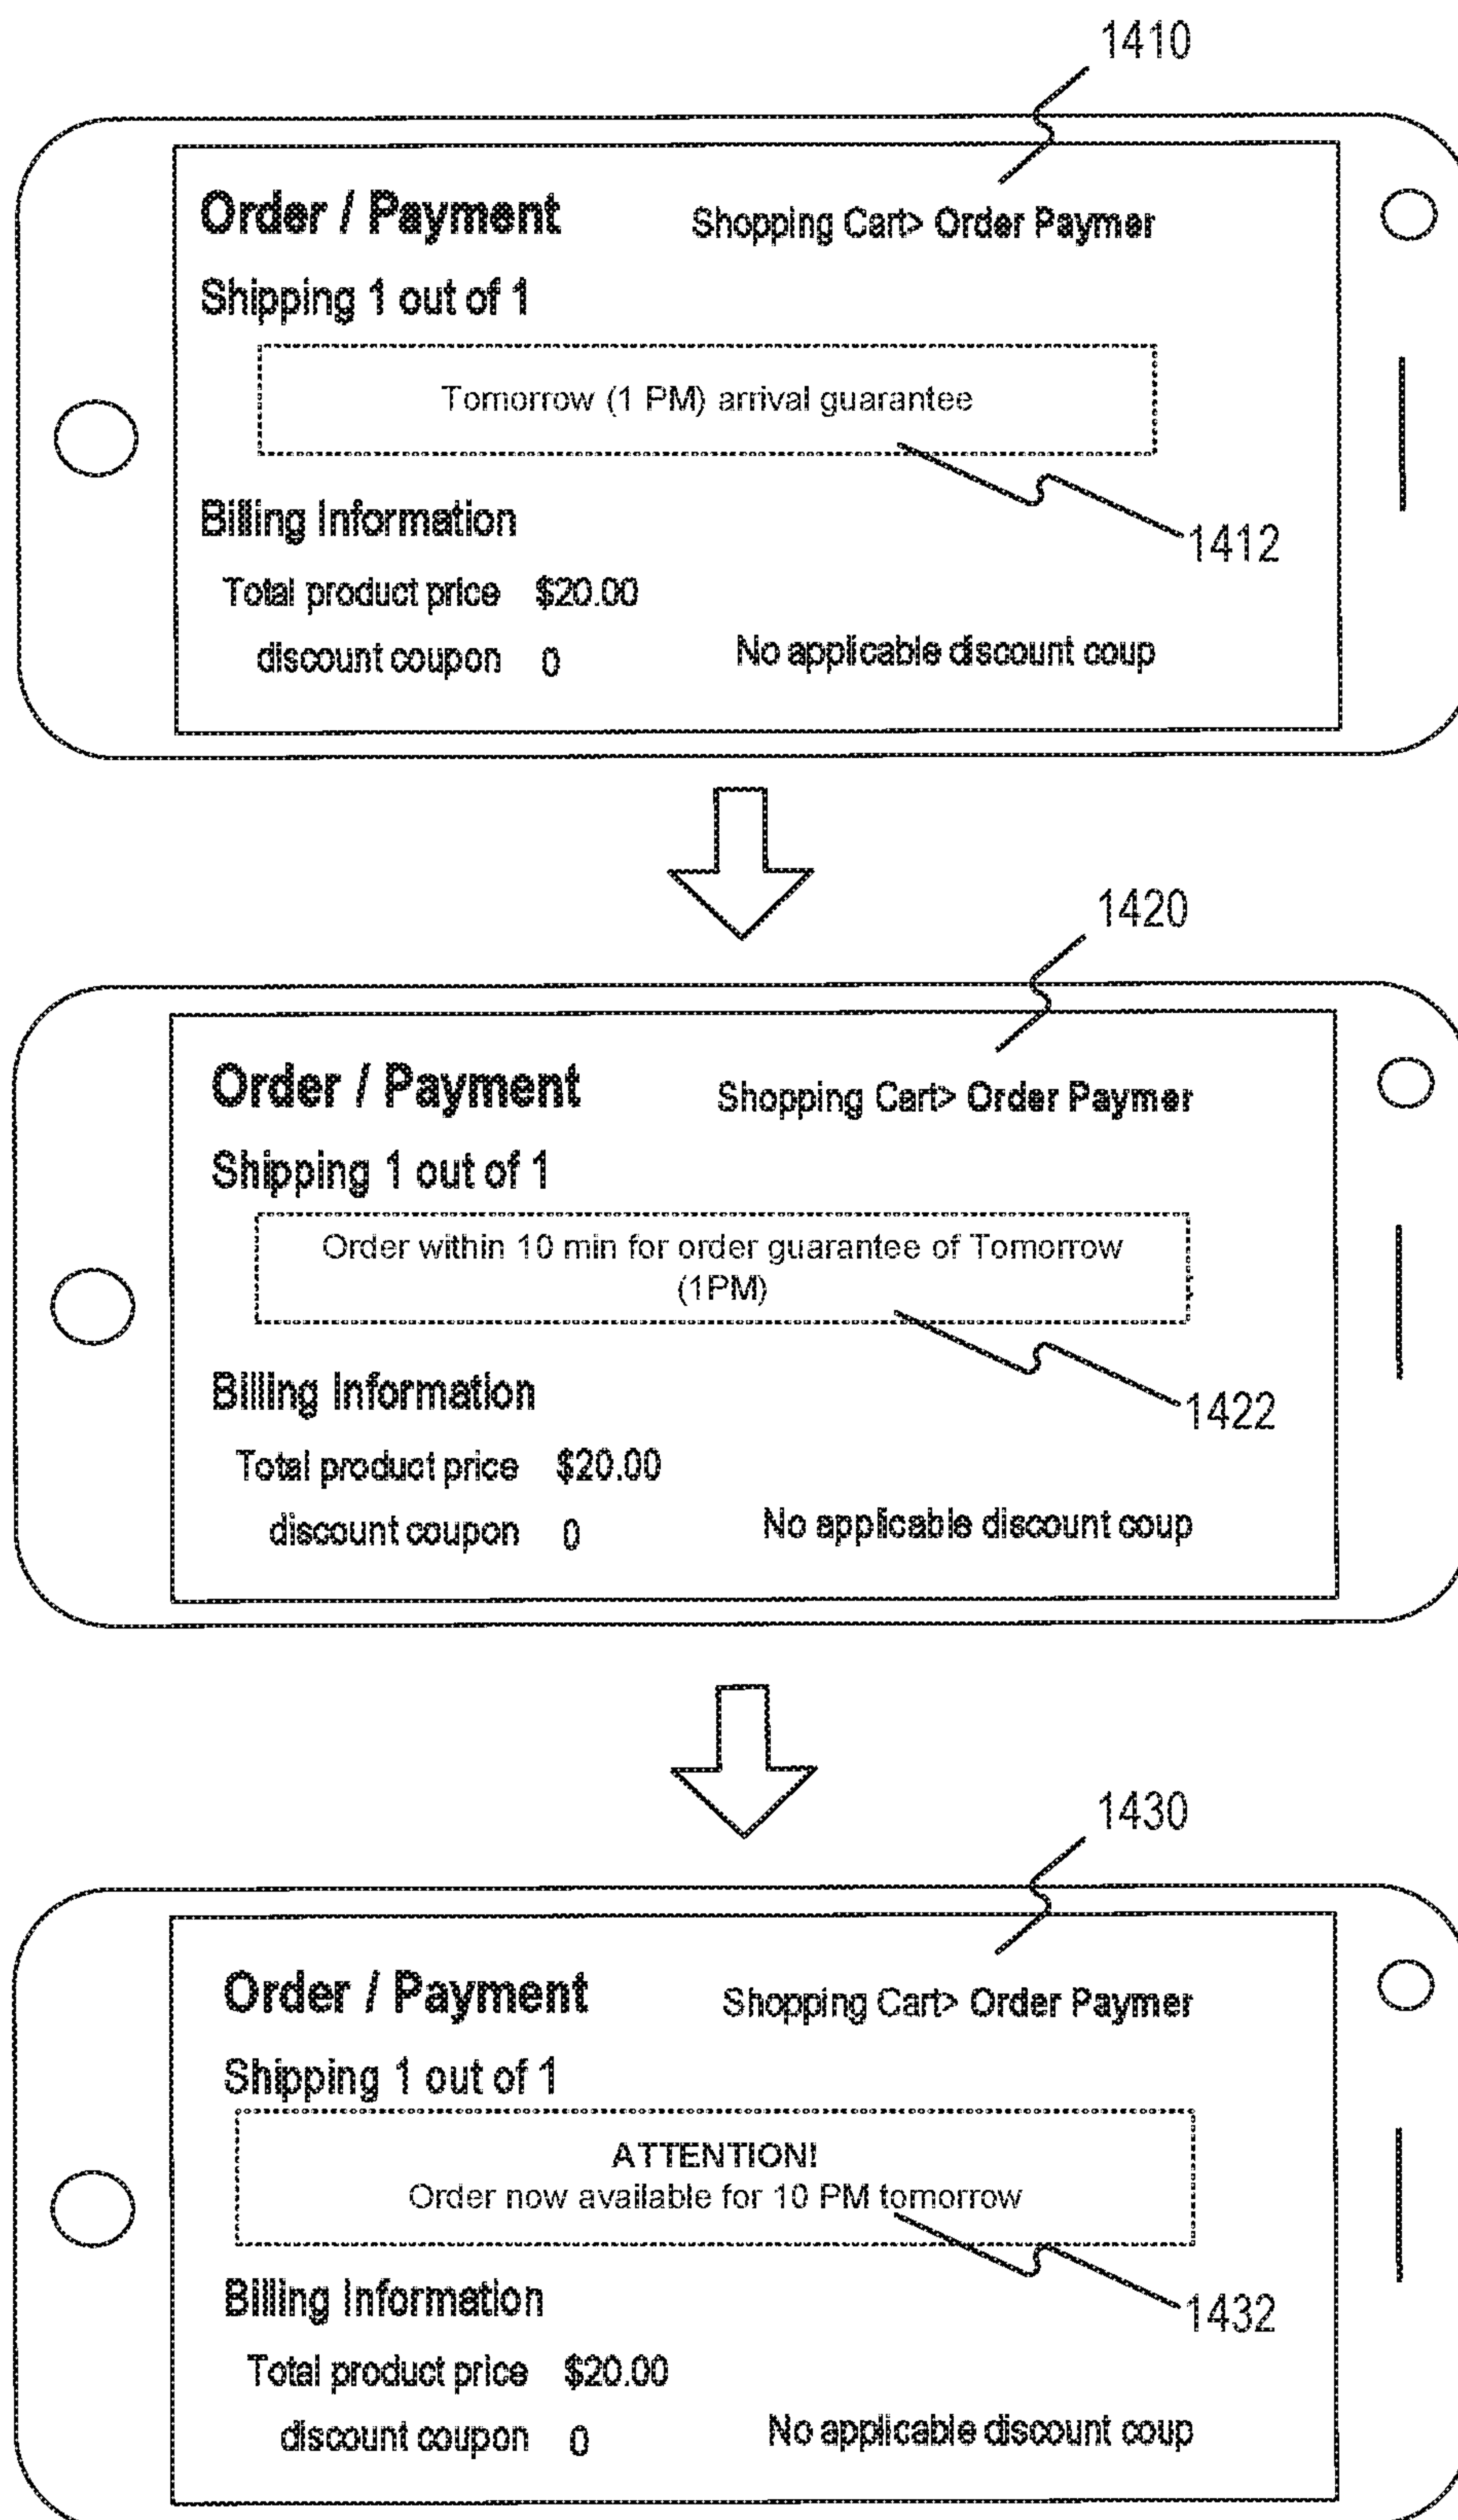 1410
Order / Payment
Shopping Cart> Order Paymer
Shipping 1 out of 1
Tomorrow (1 PM) arrival guarantee
1412
Billing Information
Total product price $20.00
discount coupon 0
No applicable discount coup
1420
Order / Payment
Shopping Cart> Order Paymer
Shipping 1 out of 1
Order within 10 min for order guarantee of Tomorrow
(1PM)
1422
Billing Information
Total product price $20.00
discount coupon 0
No applicable discount coup
1430
Order / Payment
Shopping Cart> Order Paymer
Shipping 1 out of 1
ATTENTION!
Order now available for 10 PM tomorrow
1432
Billing Information
Total product price $20.00
discount coupon 0
No applicable discount coup